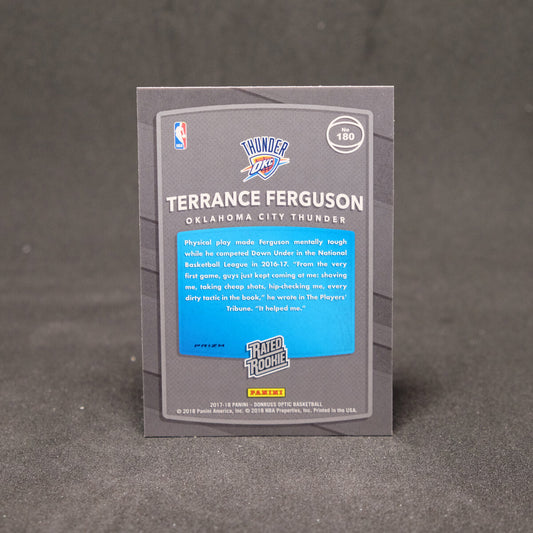 No
180
THUNDER
OKC
TERRANCE FERGUSON
OKLAHOMA CITY THUNDER
Physical play made Ferguson mentally tough
while he competed Down Under in the National
Basketball League in 2016-17. "From the very
first game, guys just kept coming at me: shoving
me, taking cheap shots, hip-checking me, every
dirty tactic in the book," he wrote in The Players'
Tribune. "It helped me."
PRIZM
RATED
ROOKIE
PANINI
2017-18 PANINI - DONRUSS OPTIC BASKETBALL
© 2018 Panini America, Inc. © 2018 NBA Properties, Inc. Printed in the USA.